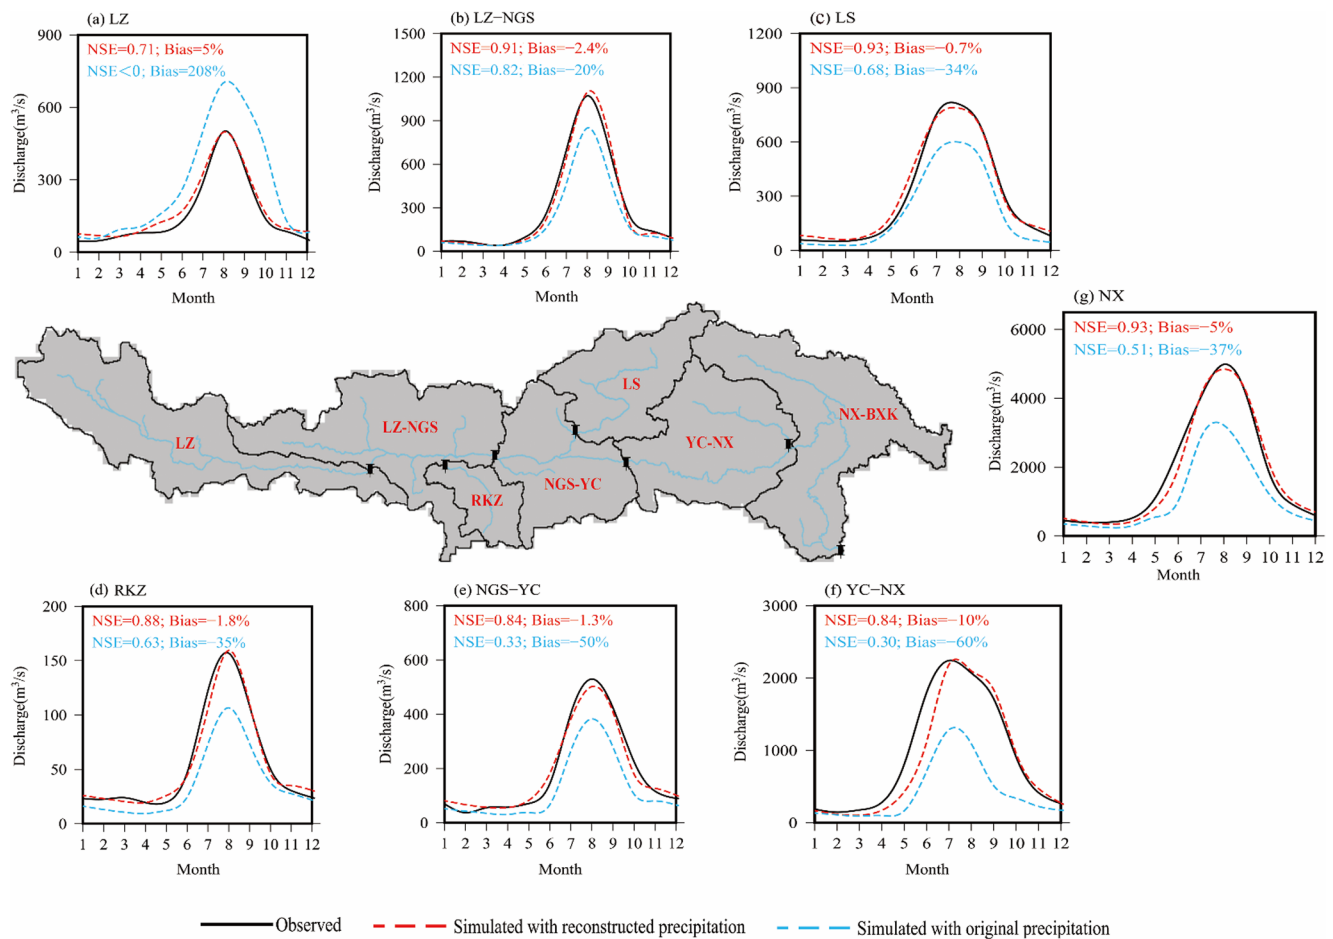 (a) LZ
900
600
300
0
Discharge(m³/s)
NSE=0.71; Bias=5%
NSE<0; Bias=208%
1 2 3 4 5 6 7 8 9 10 11 12
Month
(b) LZ−NGS
1500
1200
900
600
300
0
Discharge(m³/s)
NSE=0.91; Bias=−2.4%
NSE=0.82; Bias=−20%
1 2 3 4 5 6 7 8 9 10 11 12
Month
(c) LS
1200
900
600
300
0
Discharge(m³/s)
NSE=0.93; Bias=−0.7%
NSE=0.68; Bias=−34%
1 2 3 4 5 6 7 8 9 10 11 12
Month
(g) NX
6000
4000
2000
0
Discharge(m³/s)
NSE=0.93; Bias=−5%
NSE=0.51; Bias=−37%
1 2 3 4 5 6 7 8 9 10 11 12
Month
LZ
LZ-NGS
RKZ
NGS-YC
LS
YC-NX
NX-BXK
(d) RKZ
200
150
100
50
0
Discharge(m³/s)
NSE=0.88; Bias=−1.8%
NSE=0.63; Bias=−35%
1 2 3 4 5 6 7 8 9 10 11 12
Month
(e) NGS−YC
800
600
400
200
0
Discharge(m³/s)
NSE=0.84; Bias=−1.3%
NSE=0.33; Bias=−50%
1 2 3 4 5 6 7 8 9 10 11 12
Month
(f) YC−NX
3000
2000
1000
0
Discharge(m³/s)
NSE=0.84; Bias=−10%
NSE=0.30; Bias=−60%
1 2 3 4 5 6 7 8 9 10 11 12
Month
Observed
Simulated with reconstructed precipitation
Simulated with original precipitation